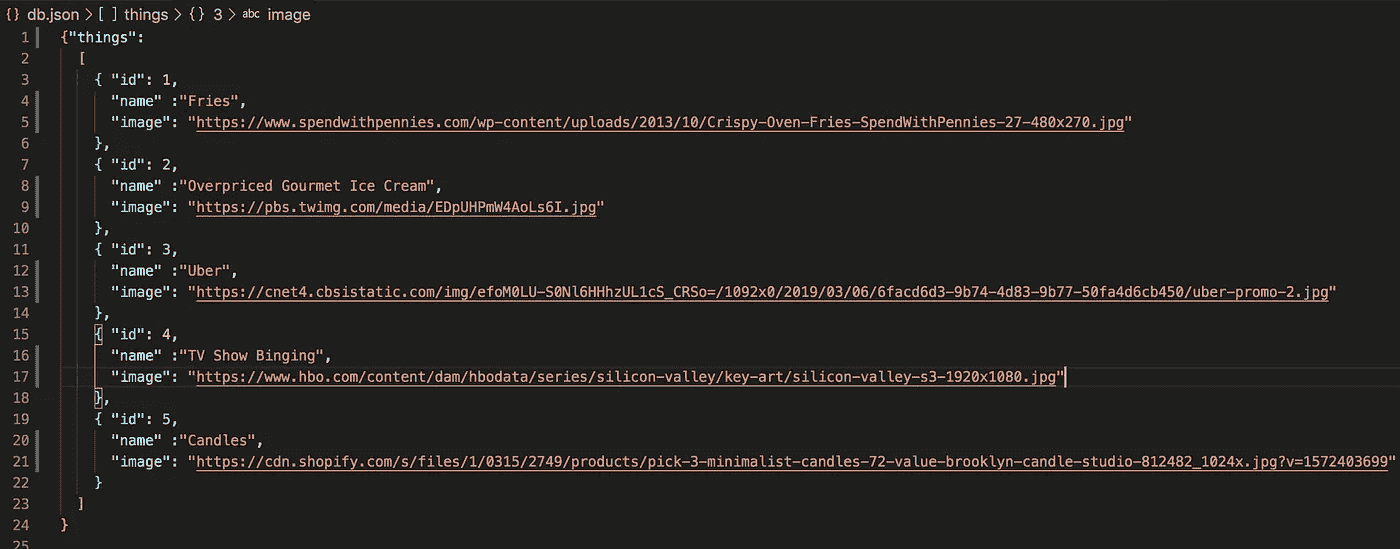 {} db.json > [ ] things > {} 3 > abc image
1 {"things":
2 [
3 { "id": 1,
4 "name" :"Fries",
5 "image": "https://www.spendwithpennies.com/wp-content/uploads/2013/10/Crispy-Oven-Fries-SpendWithPennies-27-480x270.jpg"
6 },
7 { "id": 2,
8 "name" :"Overpriced Gourmet Ice Cream",
9 "image": "https://pbs.twimg.com/media/EDpUHPmW4AoLs6I.jpg"
10 },
11 { "id": 3,
12 "name" :"Uber",
13 "image": "https://cnet4.cbsistatic.com/img/efoM0LU-S0Nl6HHhzUL1cS_CRSo=/1092x0/2019/03/06/6facd6d3-9b74-4d83-9b77-50fa4d6cb450/uber-promo-2.jpg"
14 },
15 { "id": 4,
16 "name" :"TV Show Binging",
17 "image": "https://www.hbo.com/content/dam/hbodata/series/silicon-valley/key-art/silicon-valley-s3-1920x1080.jpg"
18 },
19 { "id": 5,
20 "name" :"Candles",
21 "image": "https://cdn.shopify.com/s/files/1/0315/2749/products/pick-3-minimalist-candles-72-value-brooklyn-candle-studio-812482_1024x.jpg?v=1572403699"
22 }
23 ]
24 }
25